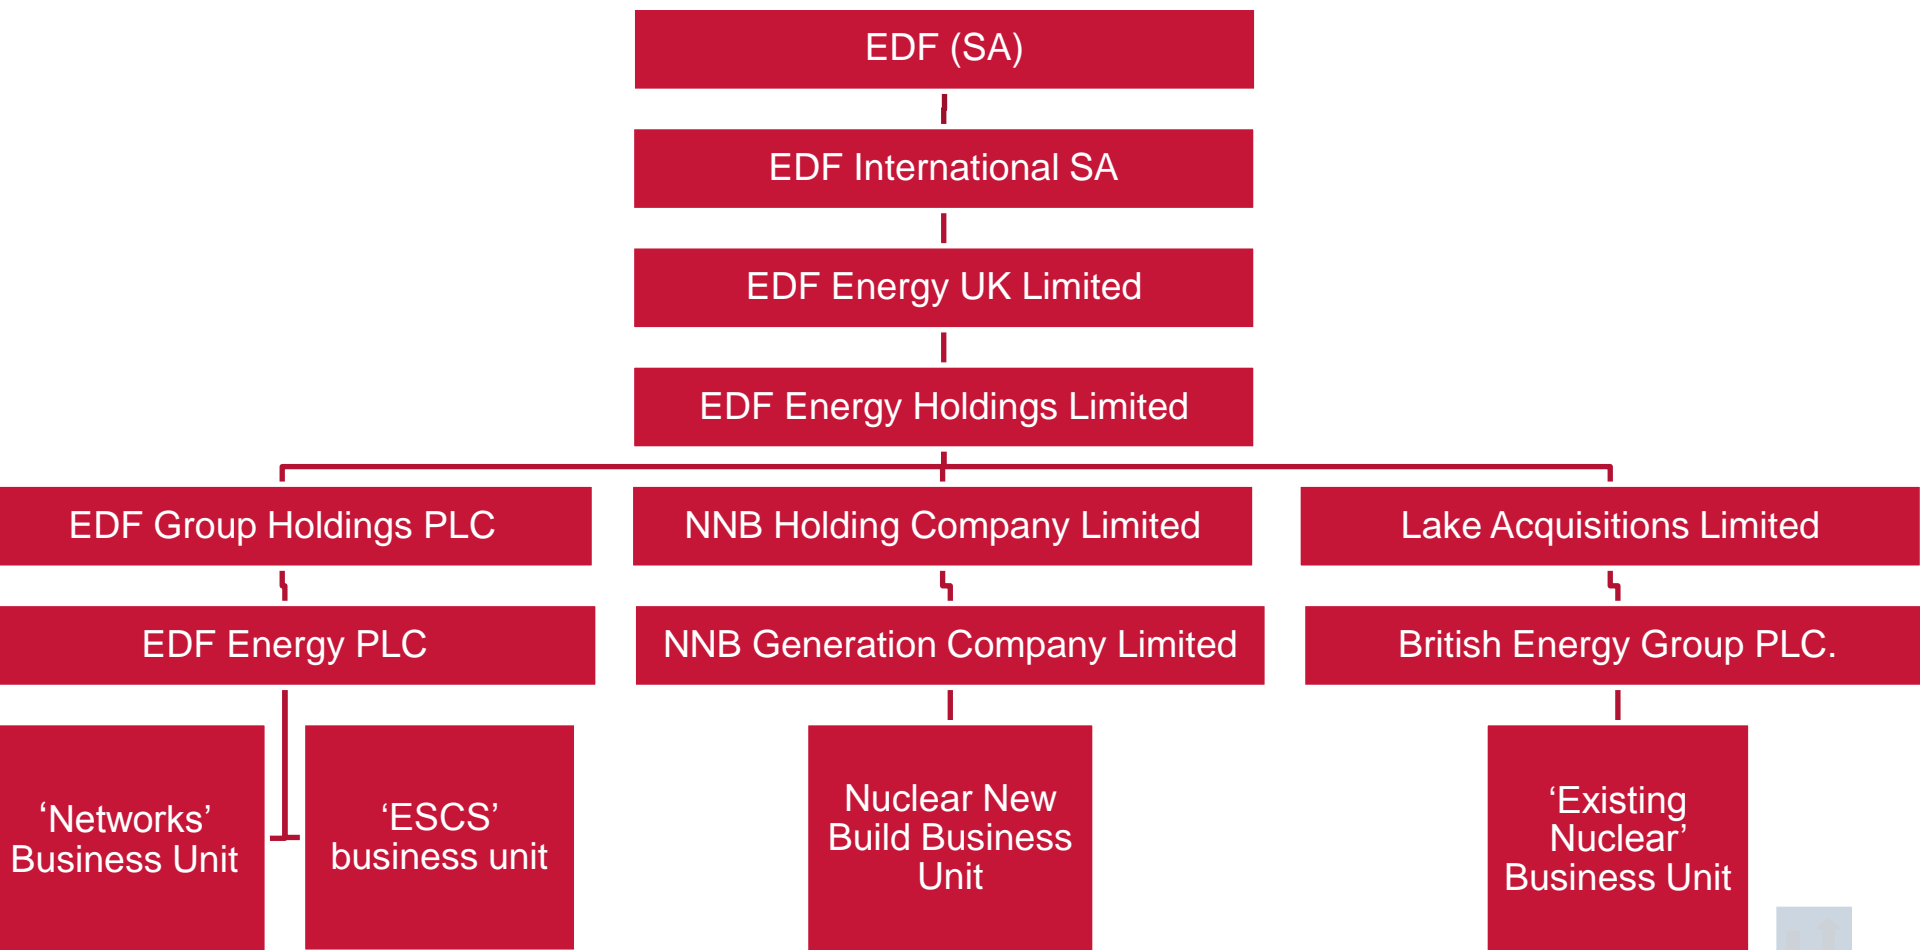 EDF (SA)
EDF International SA
EDF Energy UK Limited
EDF Energy Holdings Limited
EDF Group Holdings PLC
NNB Holding Company Limited
Lake Acquisitions Limited
EDF Energy PLC
NNB Generation Company Limited
British Energy Group PLC.
‘Networks’
Business Unit
‘ESCS’
business unit
Nuclear New
Build Business
Unit
‘Existing
Nuclear’
Business Unit